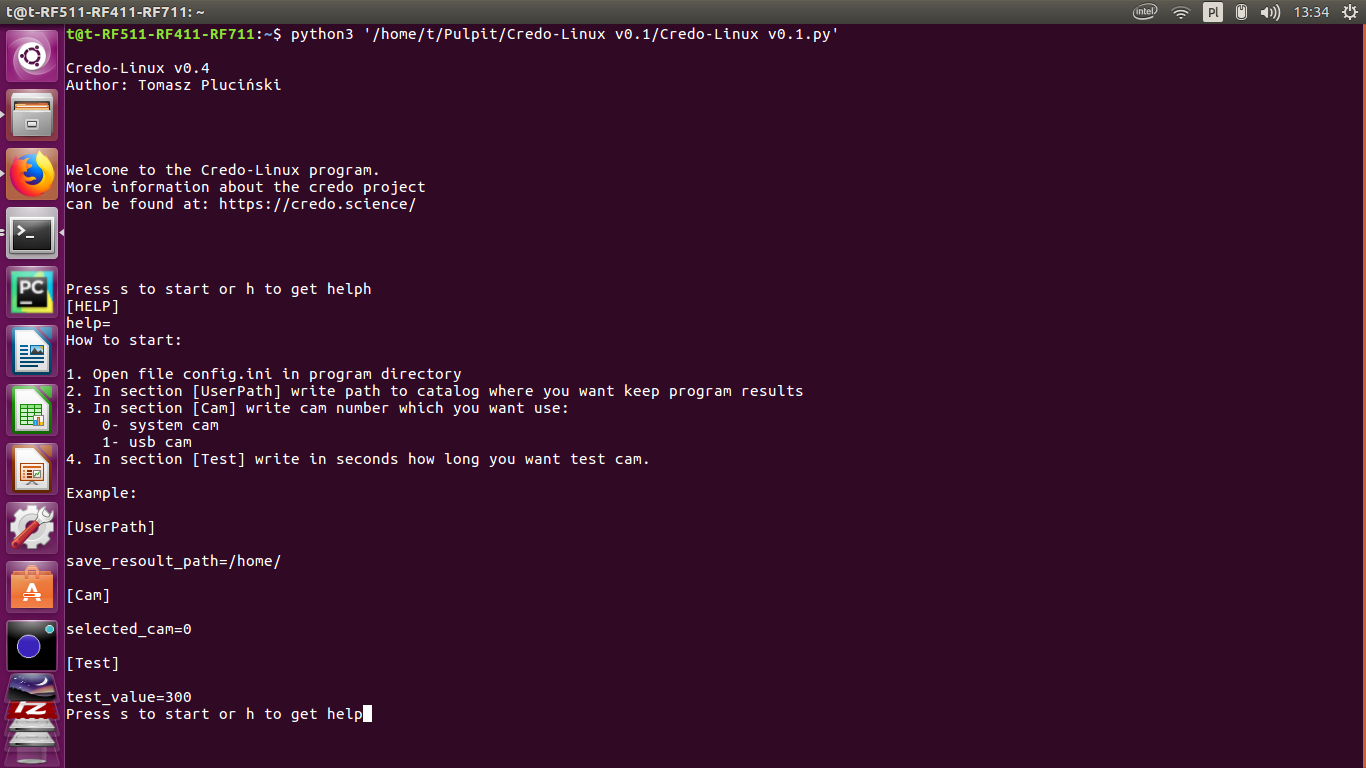 t@t-RF511-RF411-RF711: ~
intel
Pl
13:34
t@t-RF511-RF411-RF711:~$ python3 '/home/t/Pulpit/Credo-Linux v0.1/Credo-Linux v0.1.py'
Credo-Linux v0.4
Author: Tomasz Pluciński
Welcome to the Credo-Linux program.
More information about the credo project
can be found at: https://credo.science/
Press s to start or h to get helph
[HELP]
help=
How to start:
1. Open file config.ini in program directory
2. In section [UserPath] write path to catalog where you want keep program results
3. In section [Cam] write cam number which you want use:
0- system cam
1- usb cam
4. In section [Test] write in seconds how long you want test cam.
Example:
[UserPath]
save_resoult_path=/home/
[Cam]
selected_cam=0
[Test]
test_value=300
Press s to start or h to get help
PC